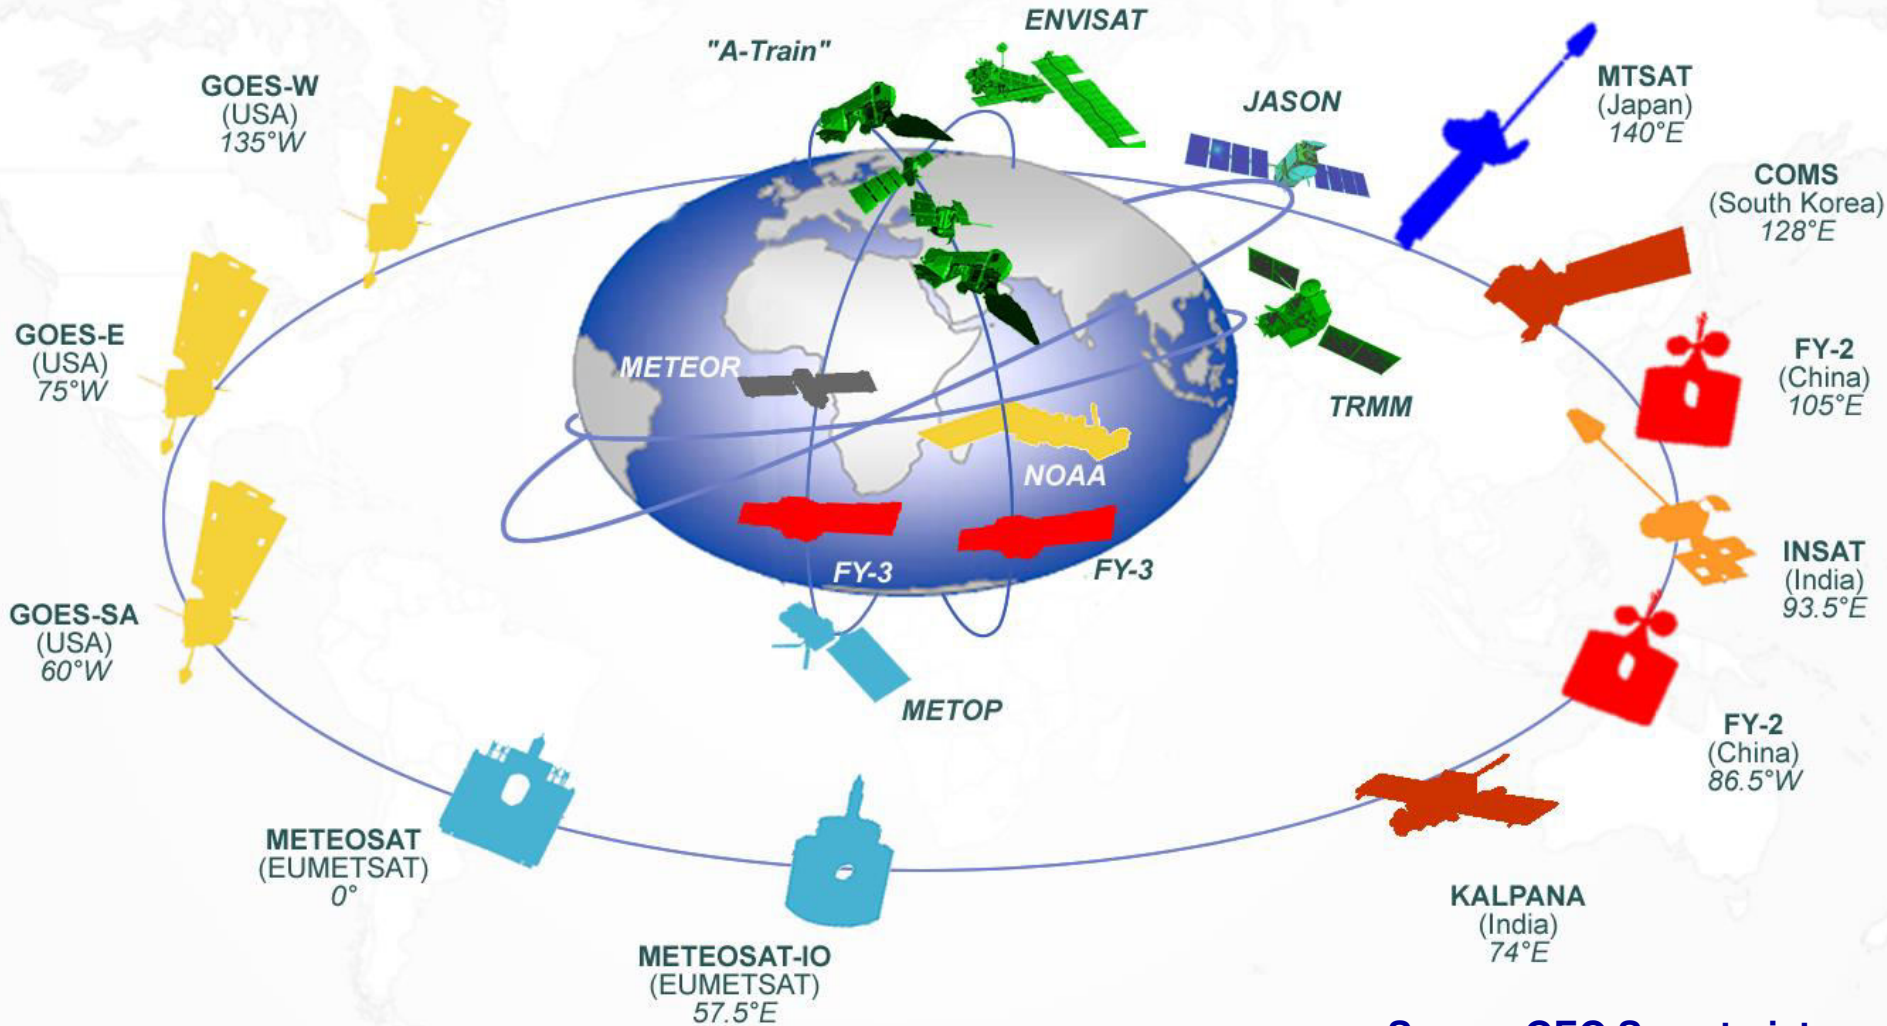 ENVISAT
"A-Train"
GOES-W
(USA)
135°W
JASON
MTSAT
(Japan)
140°E
COMS
(South Korea)
128°E
GOES-E
(USA)
75°W
METEOR
FY-2
(China)
105°E
TRMM
NOAA
INSAT
(India)
93.5°E
FY-3
FY-3
GOES-SA
(USA)
60°W
METOP
FY-2
(China)
86.5°W
METEOSAT
(EUMETSAT)
0°
KALPANA
(India)
74°E
METEOSAT-IO
(EUMETSAT)
57.5°E